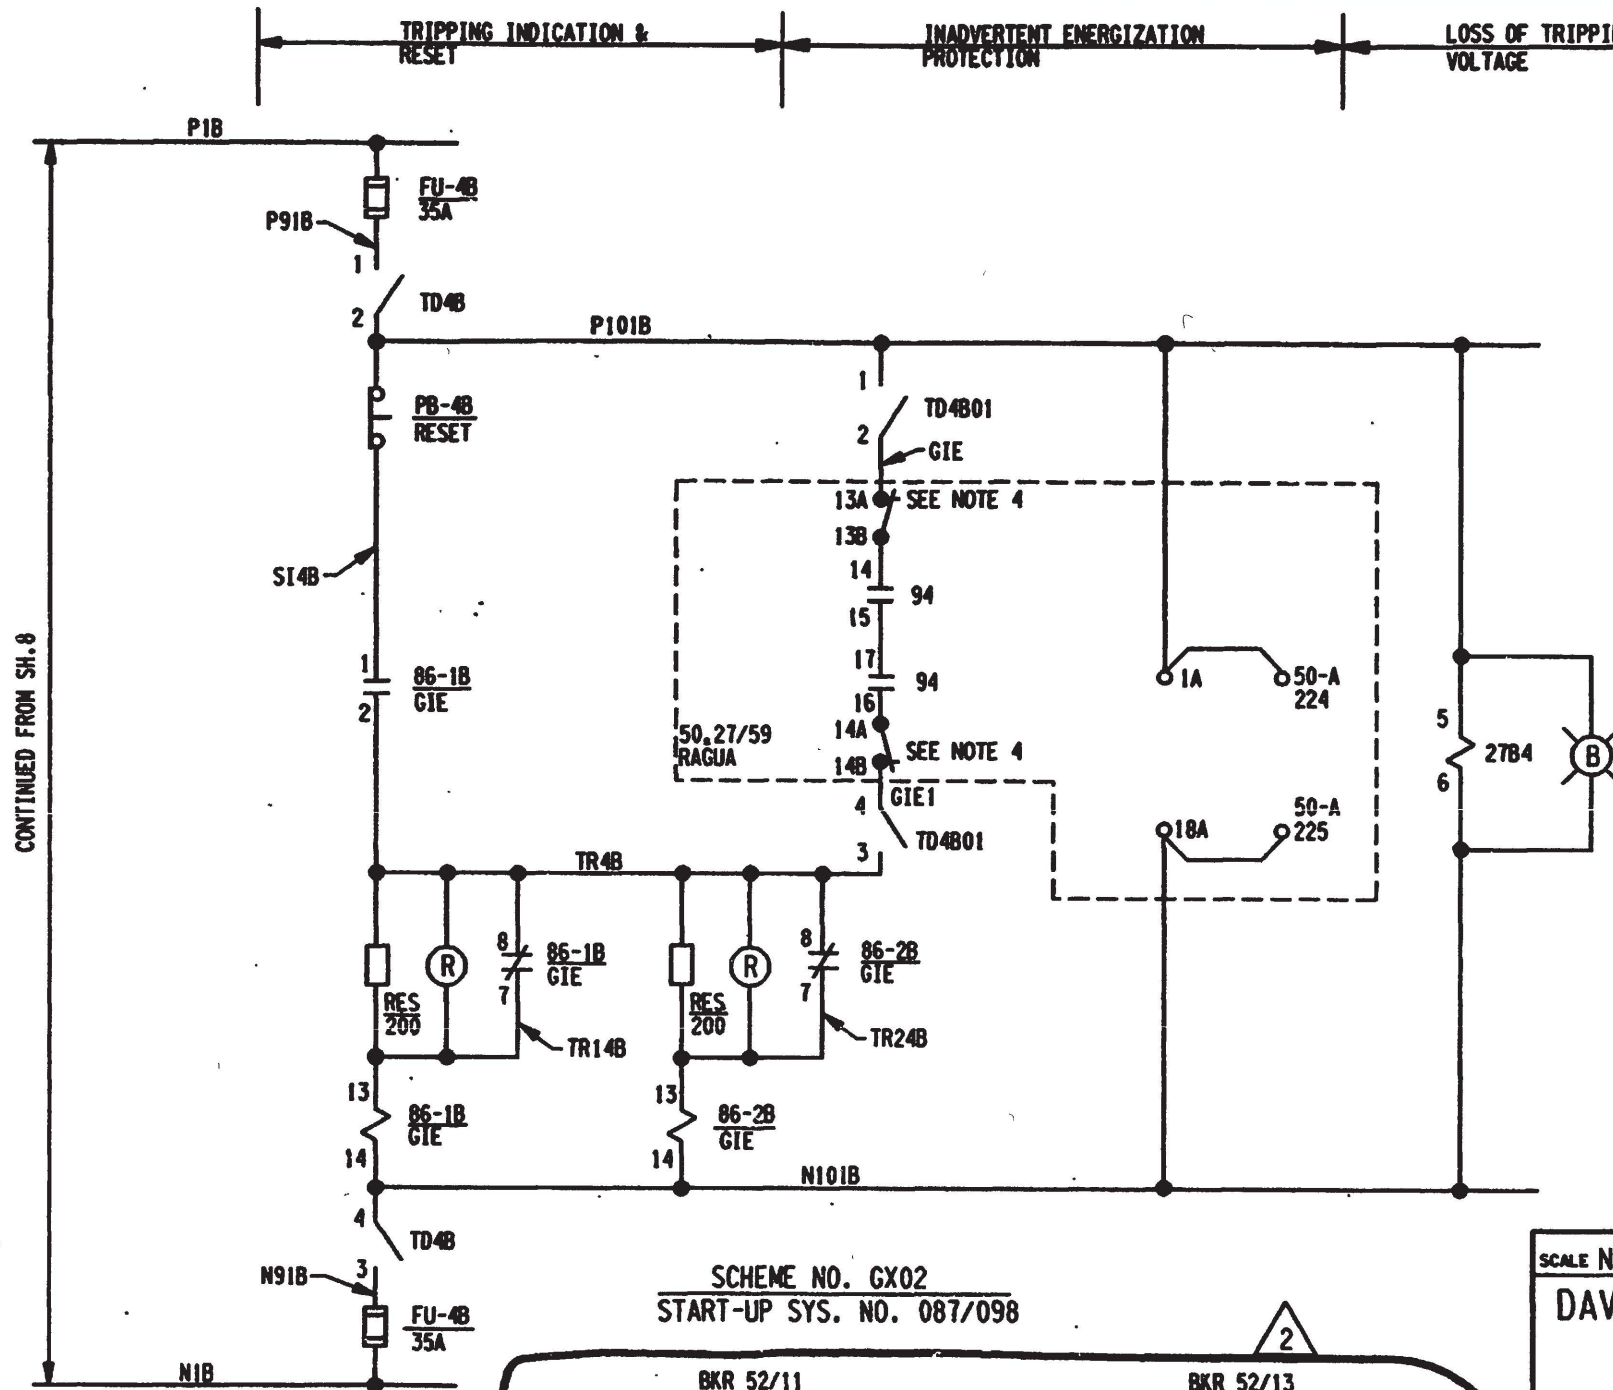 TRIPPING INDICATION &
RESET
INADVERTENT ENERGIZATION
PROTECTION
LOSS OF TRIPPI
VOLTAGE
P1B
FU-4B
35A
P91B
1
TD4B
2
P101B
1
TD4B01
2
GIE
PB-4B
RESET
13A
SEE NOTE 4
13B
14
94
15
SI4B
17
94
16
1
86-1B
GIE
2
14A
50,27/59
RAGUA
SEE NOTE 4
14B
GIE1
4
TD4B01
3
1A
50-A
224
50-A
18A
225
5
27B4
6
B
CONTINUED FROM SH.8
TR4B
8
86-1B
GIE
7
R
RES
200
TR14B
8
86-2B
GIE
7
R
RES
200
TR24B
13
86-1B
GIE
14
13
86-2B
GIE
14
N101B
4
TD4B
3
N91B
FU-4B
35A
N1B
SCHEME NO. GX02
START-UP SYS. NO. 087/098
2
BKR 52/11
BKR 52/13
SCALE N
DAV